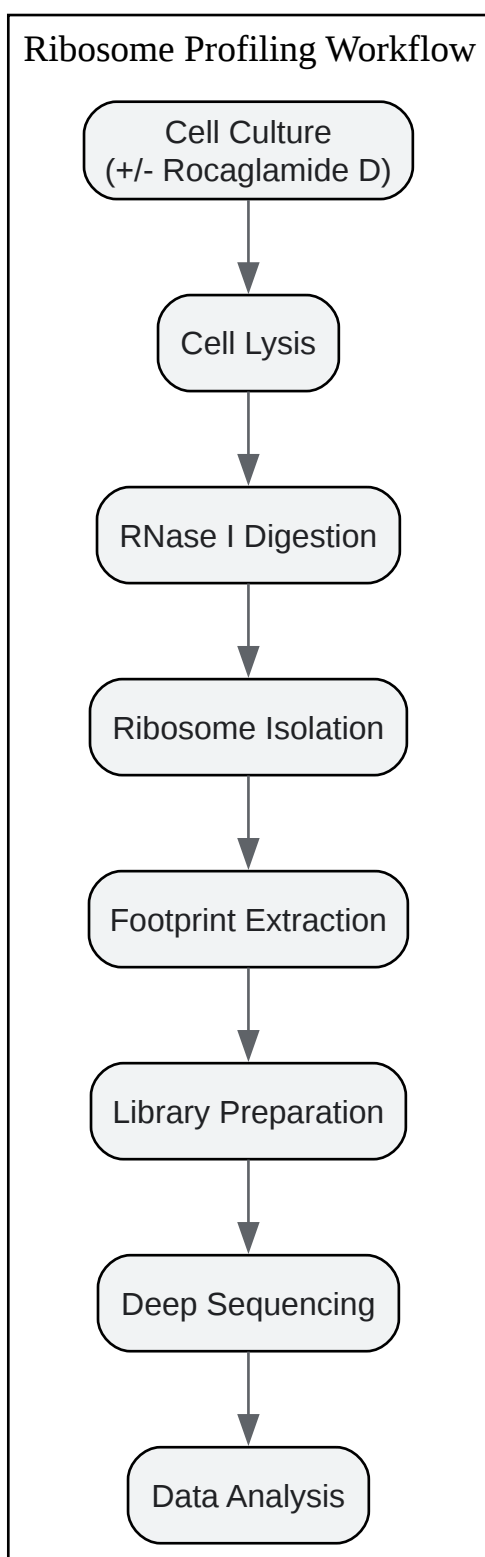 Ribosome Profiling Workflow
Cell Culture
(+/- Rocaglamide D)
Cell Lysis
RNase I Digestion
Ribosome Isolation
Footprint Extraction
Library Preparation
Deep Sequencing
Data Analysis